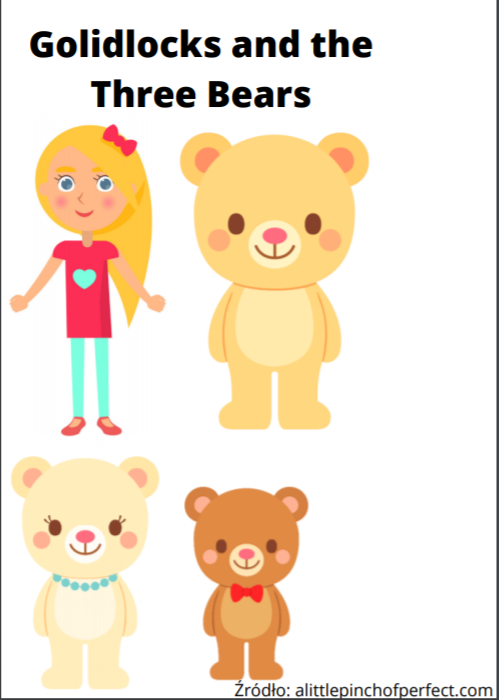 Golidlocks and the
Three Bears
Źródło: alittlepinchofperfect.com